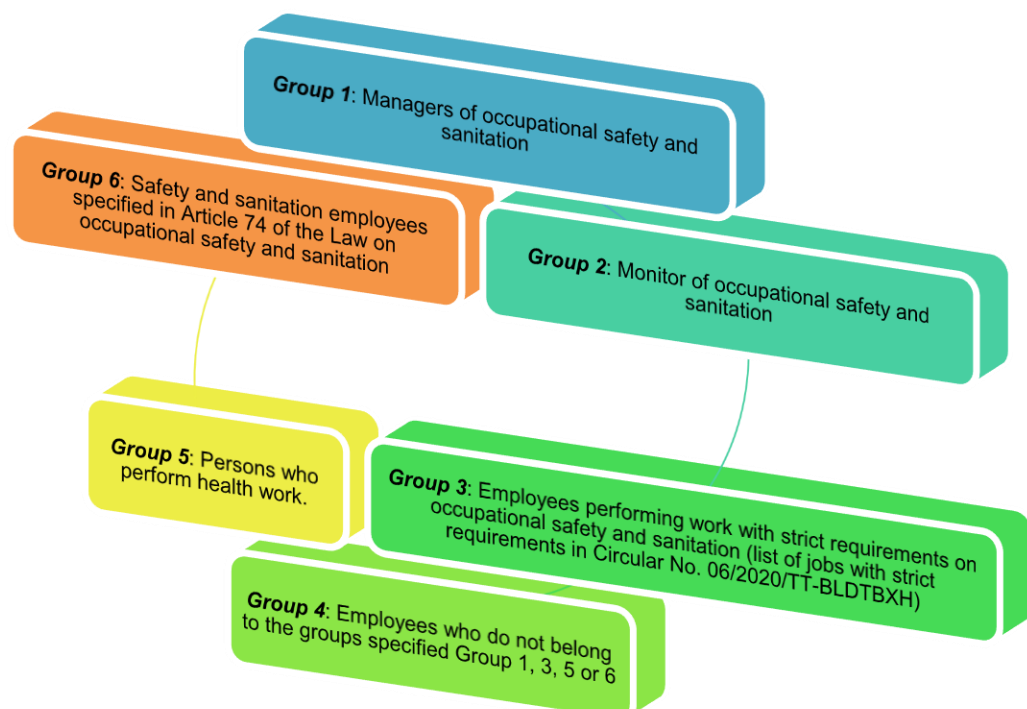 Group 1: Managers of occupational safety and
sanitation
Group 6: Safety and sanitation employees
specified in Article 74 of the Law on
occupational safety and sanitation
Group 2: Monitor of occupational safety and
sanitation
Group 5: Persons who
perform health work.
Group 3: Employees performing work with strict requirements on
occupational safety and sanitation (list of jobs with strict
requirements in Circular No. 06/2020/TT-BLDTBXH)
Group 4: Employees who do not belong
to the groups specified Group 1, 3, 5 or 6